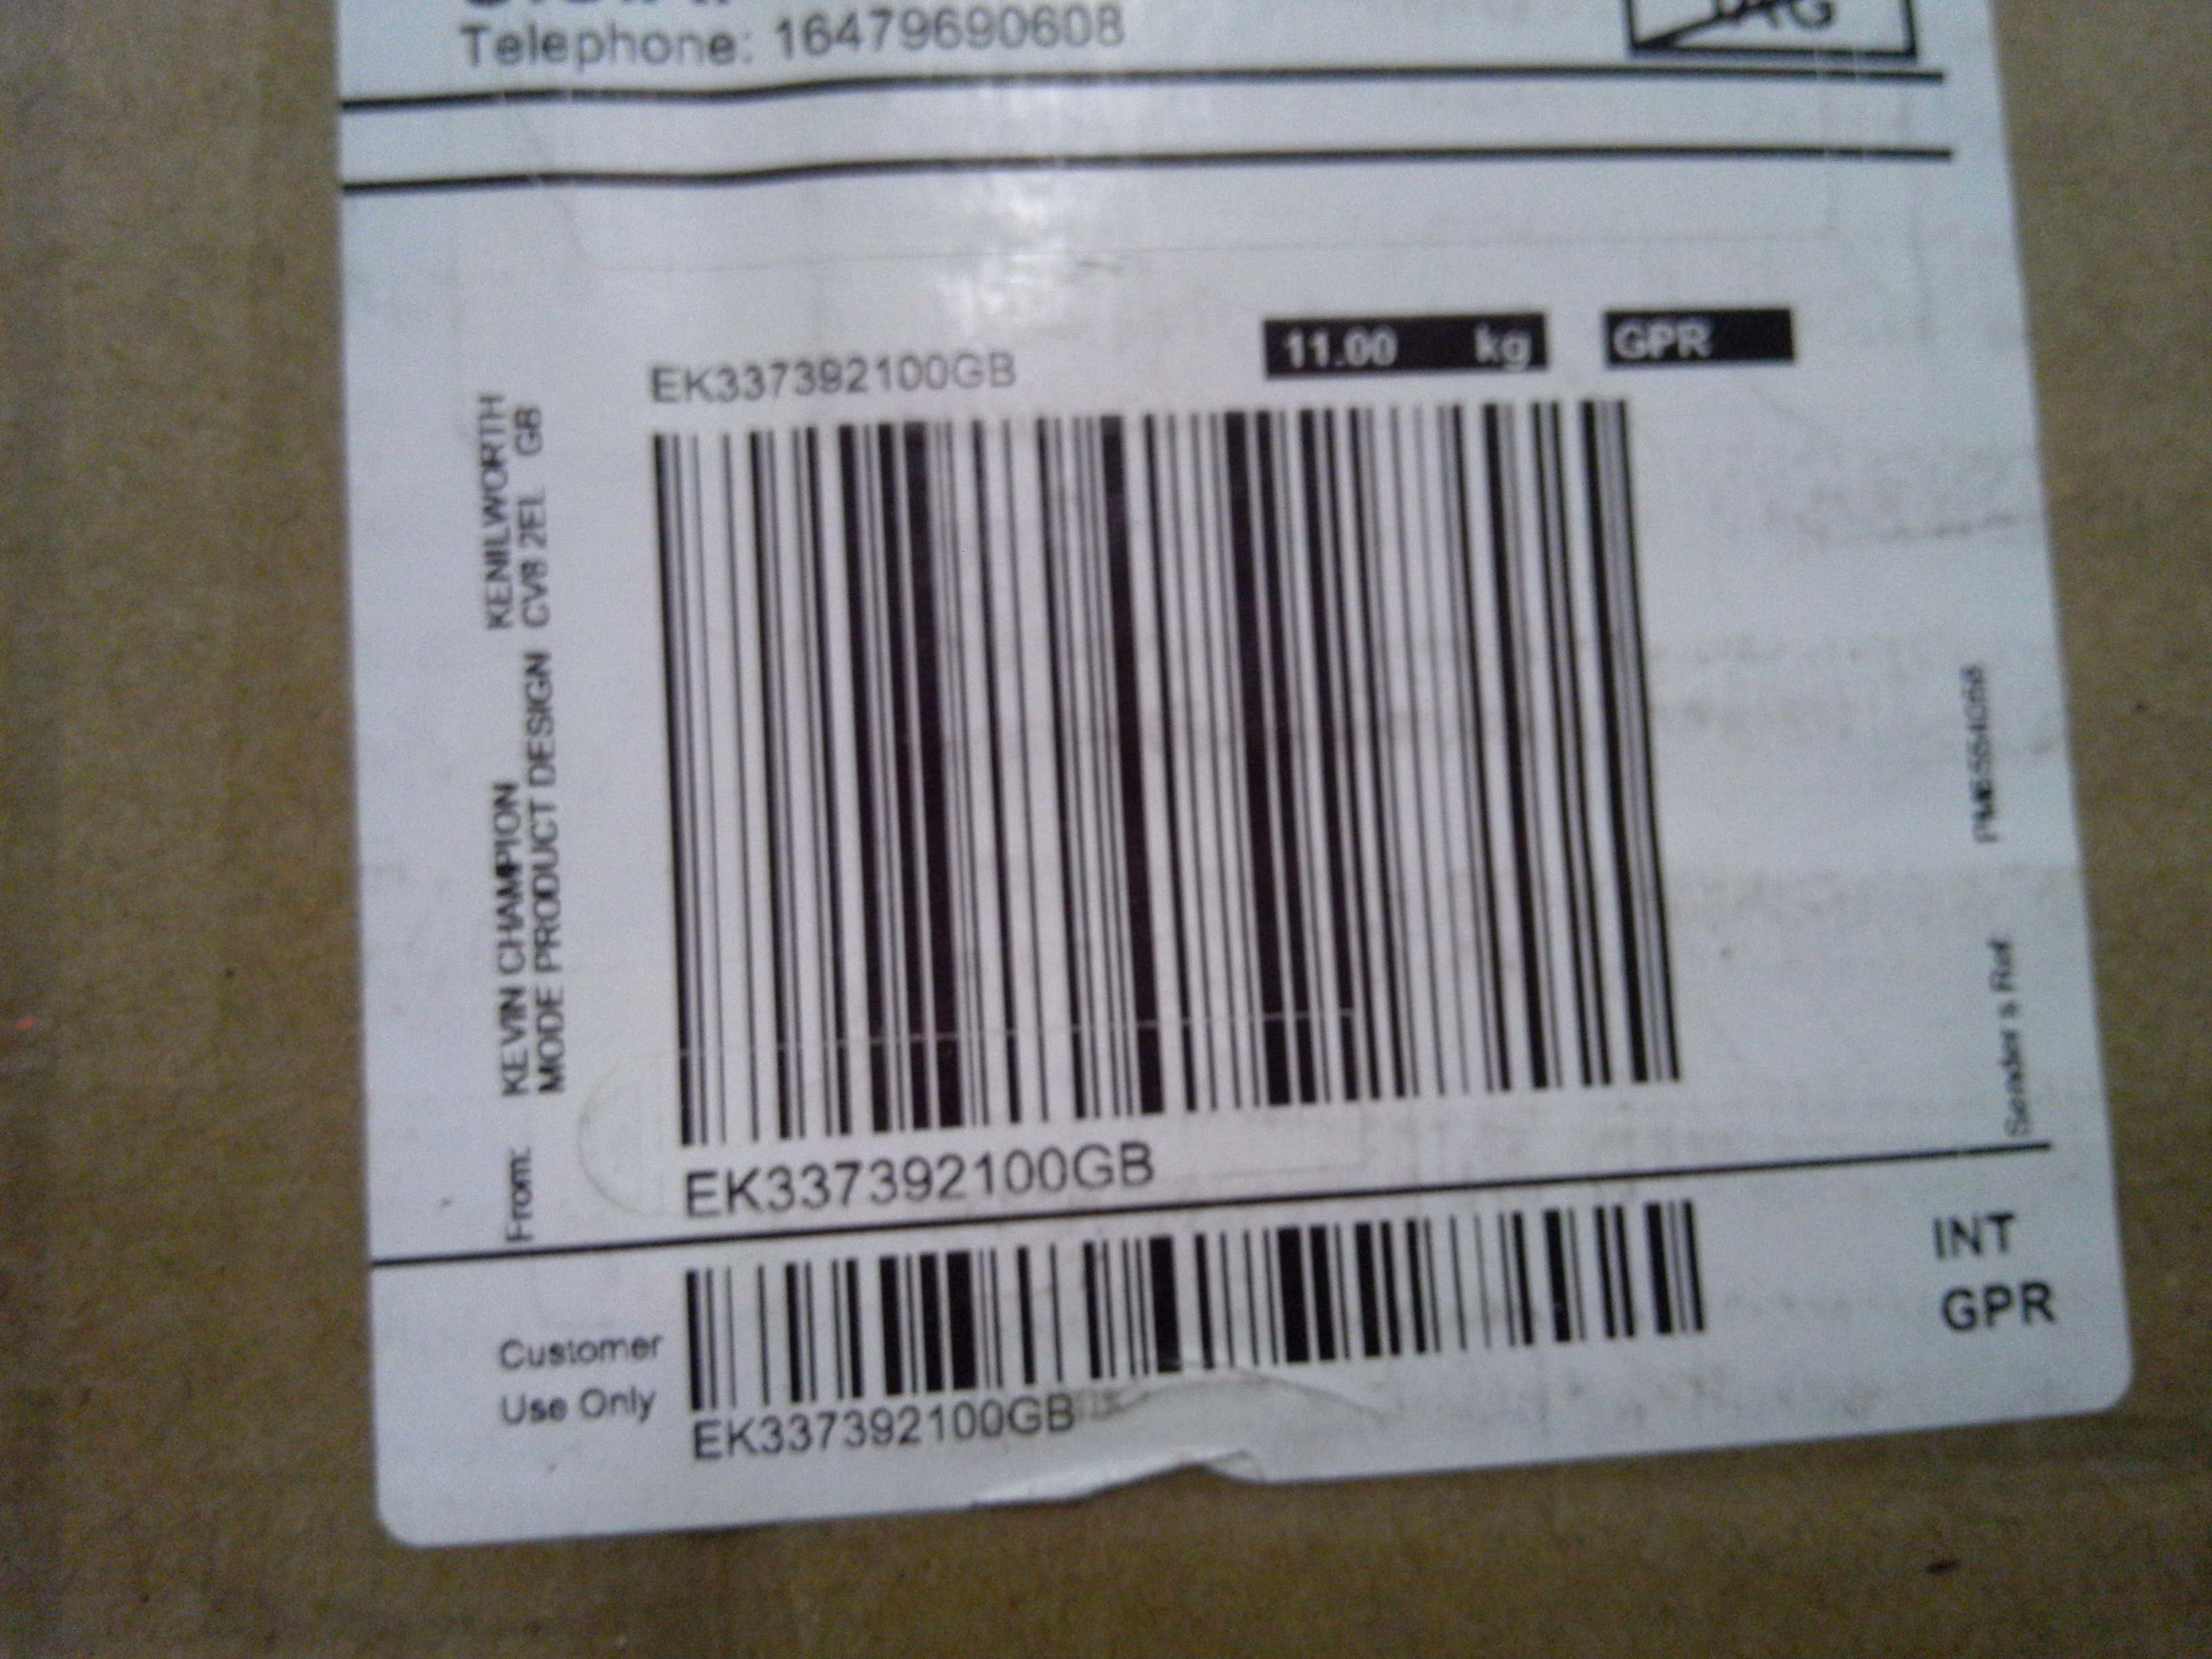 Telephone: 16479690608
EK337392100GB
11.00 kg
GPR
From: KEVIN CHAMPION KENILWORTH
MODE PRODUCT DESIGN CV8 2EL GB
EK337392100GB
Sender's Ref
Customer
Use Only
EK337392100GB
INT
GPR